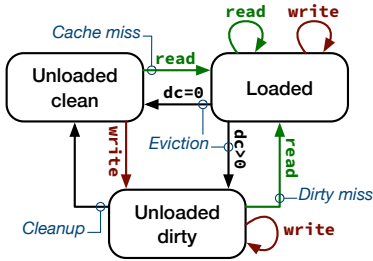 read
write
Cache miss
read
Unloaded
clean
Loaded
dc=0
write
Eviction
dc>0
read
Dirty miss
Cleanup
Unloaded
dirty
write